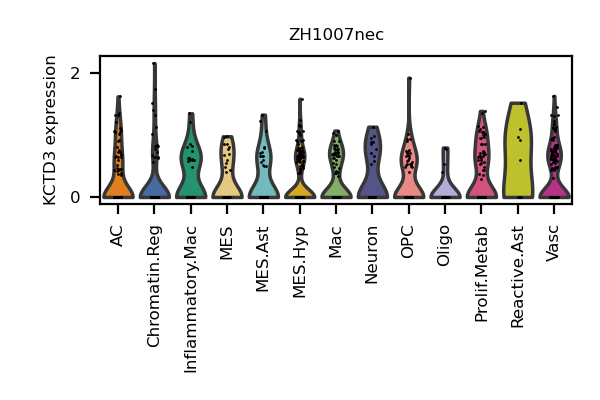 ZH1007nec
KCTD3 expression
2
0
AC
Chromatin.Reg
Inflammatory.Mac
MES
MES.Ast
MES.Hyp
Mac
Neuron
OPC
Oligo
Prolif.Metab
Reactive.Ast
Vasc